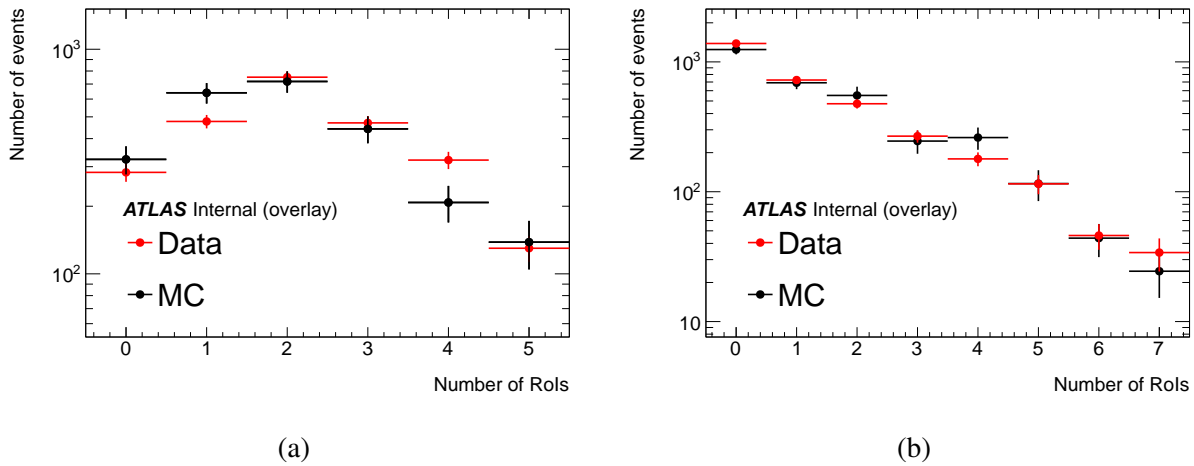 Number of events
10³
10²
ATLAS Internal (overlay)
Data
MC
0 1 2 3 4 5
Number of RoIs
(a)
Number of events
10³
10²
10
ATLAS Internal (overlay)
Data
MC
0 1 2 3 4 5 6 7
Number of RoIs
(b)